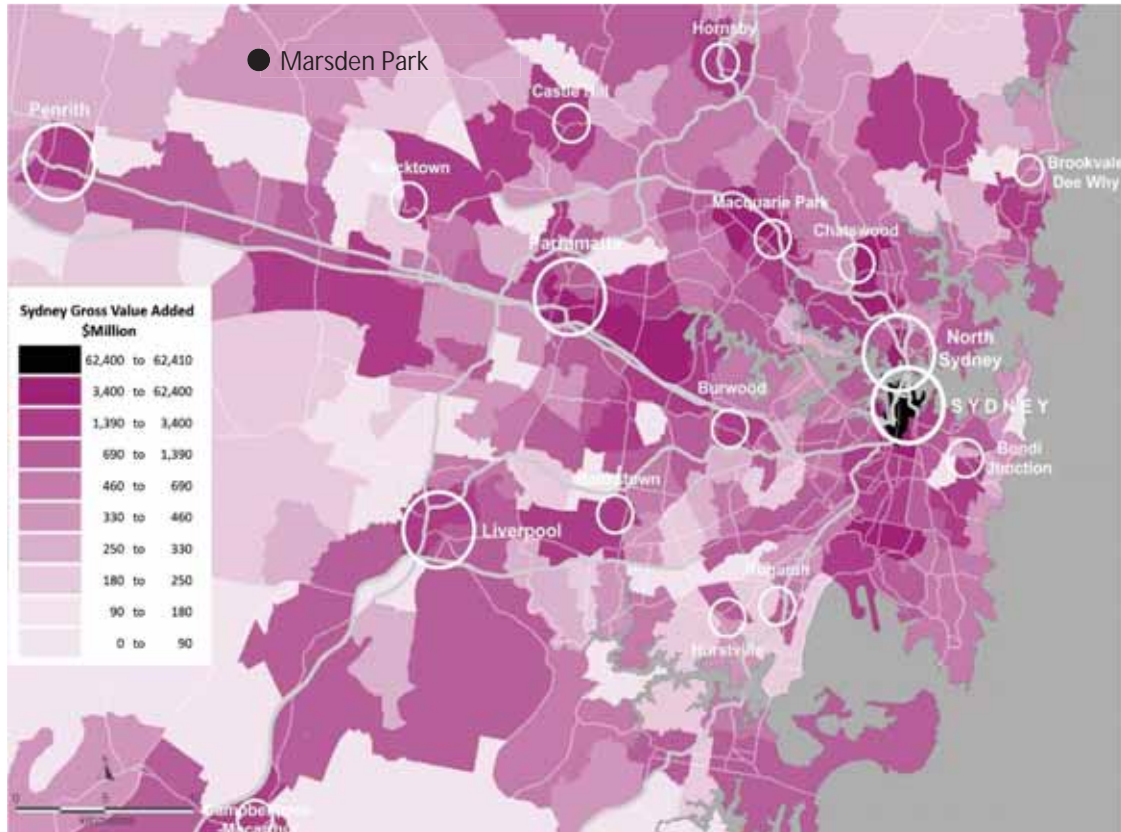 Marsden Park
Hornsby
Castle Hill
Penrith
Brookvale
Dee Why
Macquarie Park
Chatswood
Parramatta
Sydney Gross Value Added
$Million
62,400 to 62,410
3,400 to 62,400
1,390 to 3,400
690 to 1,390
460 to 690
330 to 460
250 to 330
180 to 250
90 to 180
0 to 90
North
Sydney
Burwood
SYDNEY
Bondi
Junction
Liverpool
Kogarah
Hurstville
0
5